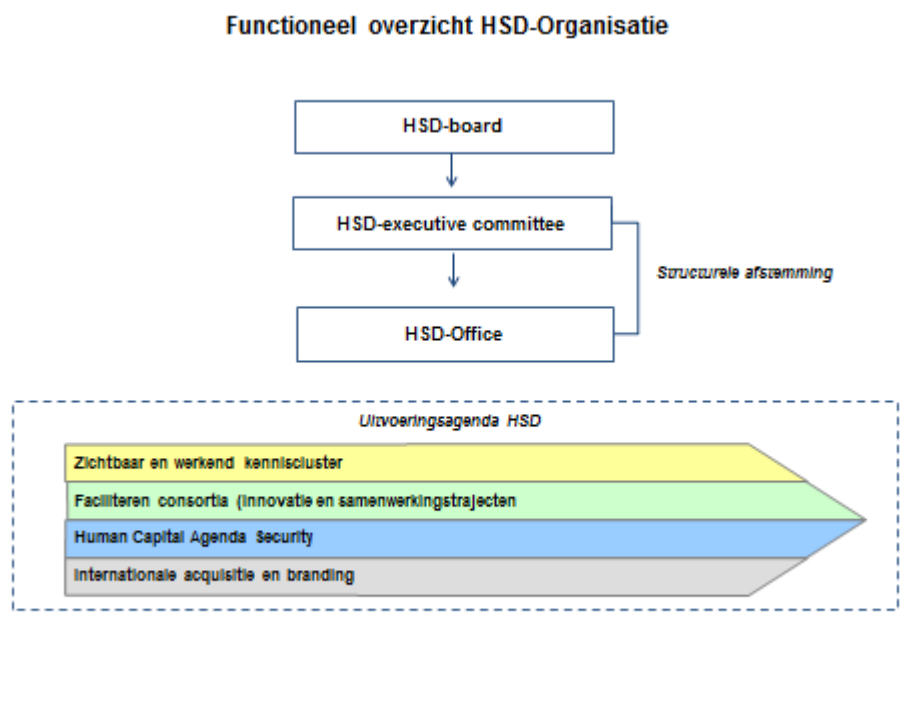 Functioneel overzicht HSD-Organisatie
HSD-board
HSD-executive committee
Structurele afstemming
HSD-Office
Uitvoeringsagenda HSD
Zichtbaar en werkend kenniscluster
Faciliteren consortia (innovatie en samenwerkingstrajecten
Human Capital Agenda Security
Internationale acquisitie en branding